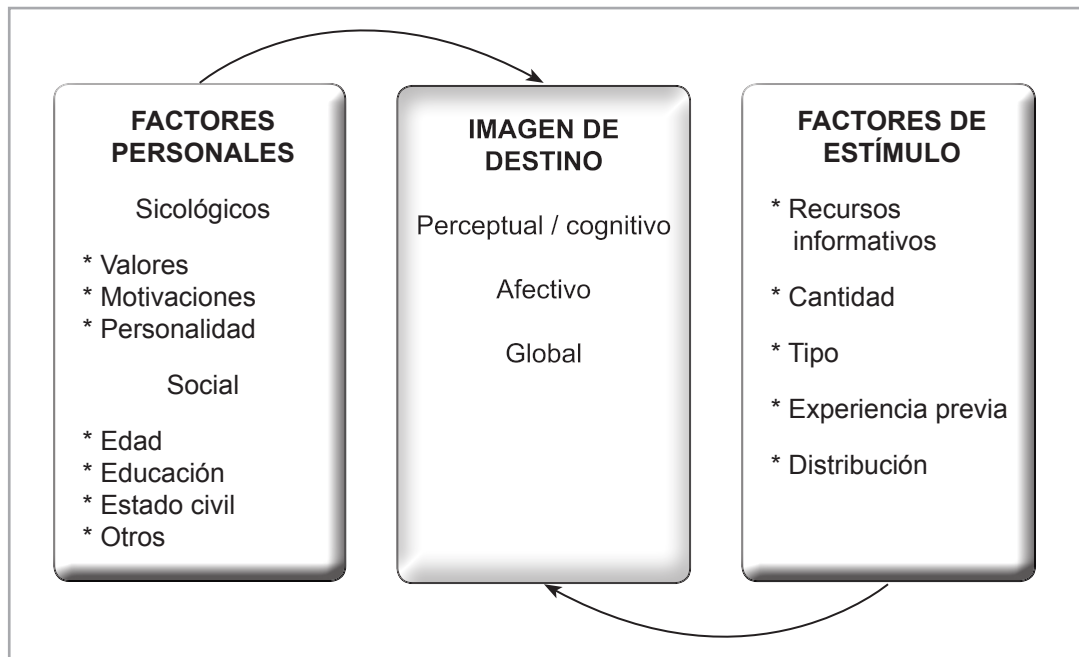 FACTORES
PERSONALES
Sicológicos
* Valores
* Motivaciones
* Personalidad
Social
* Edad
* Educación
* Estado civil
* Otros
IMAGEN DE
DESTINO
Perceptual / cognitivo
Afectivo
Global
FACTORES DE
ESTÍMULO
* Recursos
informativos
* Cantidad
* Tipo
* Experiencia previa
* Distribución